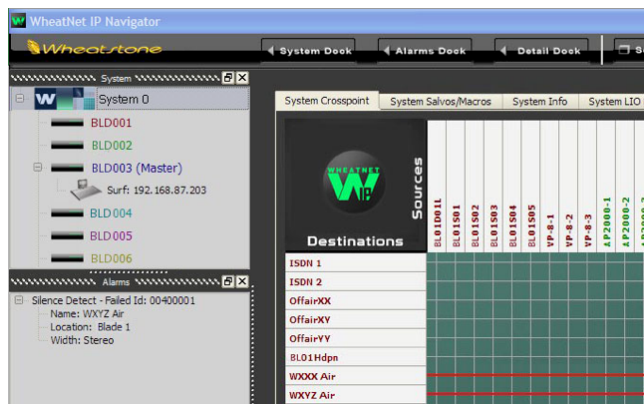 WheatNet IP Navigator
Wheatstone
System Dock
Alarms Dock
Detail Dock
System
W System 0
BLD001
BLD002
BLD003 (Master)
Surf: 192.168.87.203
BLD004
BLD005
BLD006
Alarms
Silence Detect - Failed Id: 00400001
Name: WXYZ Air
Location: Blade 1
Width: Stereo
System Crosspoint
System Salvos/Macros
System Info
System LIO
WHEATNET
IP
Sources
Destinations
BL01D01L
BL01S01
BL01S02
BL01S03
BL01S04
BL01S05
VP-8-1
VP-8-2
VP-8-3
AP2000-1
AP2000-2
ISDN 1
ISDN 2
OffairXX
OffairXY
OffairYY
BL01Hdpn
WXXX Air
WXYZ Air